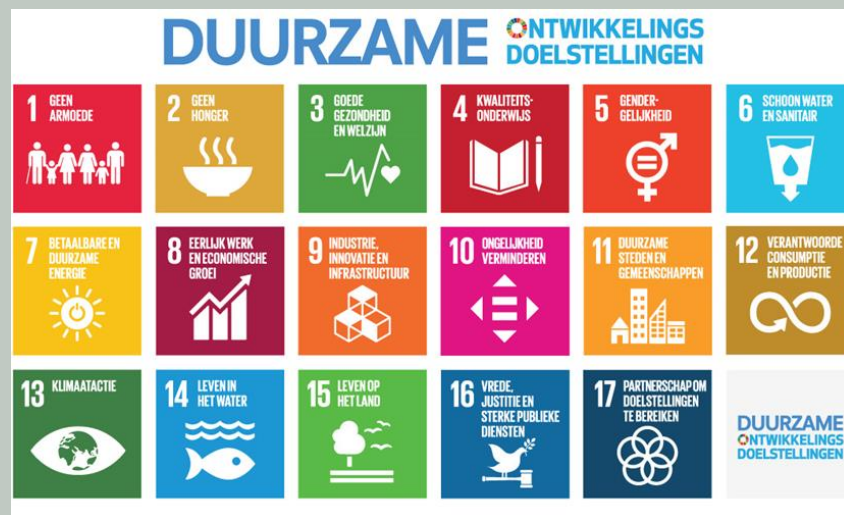 DUURZAME ONTWIKKELINGS
DOELSTELLINGEN
1 GEEN
ARMOEDE
2 GEEN
HONGER
3 GOEDE
GEZONDHEID
EN WELZIJN
4 KWALITEITS-
ONDERWIJS
5 GENDER-
GELIJKHEID
6 SCHOON WATER
EN SANITAIR
7 BETAALBARE EN
DUURZAME
ENERGIE
8 EERLIJK WERK
EN ECONOMISCHE
GROEI
9 INDUSTRIE,
INNOVATIE EN
INFRASTRUCTUUR
10 ONGELIJKHEID
VERMINDEREN
11 DUURZAME
STEDEN EN
GEMEENSCHAPPEN
12 VERANTWOORDE
CONSUMPTIE
EN PRODUCTIE
13 KLIMAATACTIE
14 LEVEN IN
HET WATER
15 LEVEN OP
HET LAND
16 VREDE,
JUSTITIE EN
STERKE PUBLIEKE
DIENSTEN
17 PARTNERSCHAP OM
DOELSTELLINGEN
TE BEREIKEN
DUURZAME
ONTWIKKELINGS
DOELSTELLINGEN